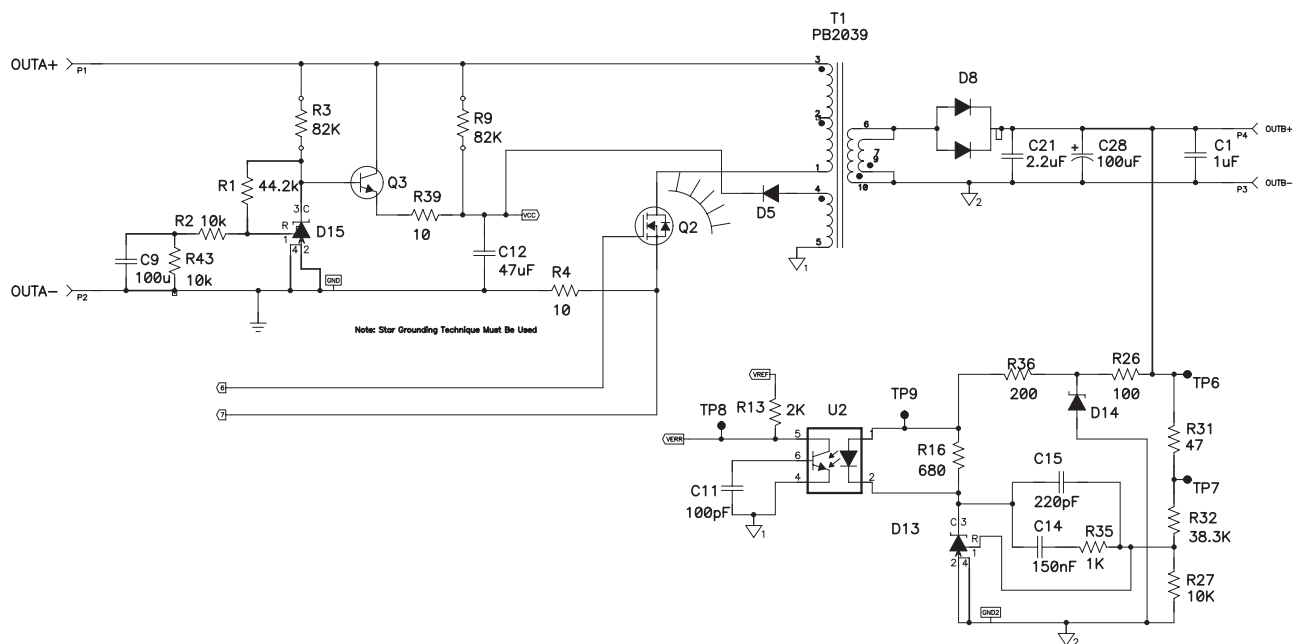 T1
PB2039
OUTA+
P1
3
D8
R3
82K
R9
82K
2
6
P4
OUTB+
7
9
C21
2.2uF
+
C28
100uF
C1
1uF
R1
44.2k
Q3
1
10
P3
OUTB-
R39
10
4
D5
2
3 C
VCC
R2
10k
R
D15
Q2
1
4
2
C12
47uF
5
C9
100u
R43
10k
1
GND
R4
10
OUTA-
P2
Note: Star Grounding Technique Must Be Used
R36
200
R26
100
TP6
6
VREF
D14
7
R13
2K
TP8
U2
TP9
R31
47
VERR
5
1
R16
680
6
C15
220pF
TP7
4
2
C11
100pF
C14
150nF
R35
1K
R32
38.3K
1
D13
C 3
R
1
2
4
R27
10K
GND2
2